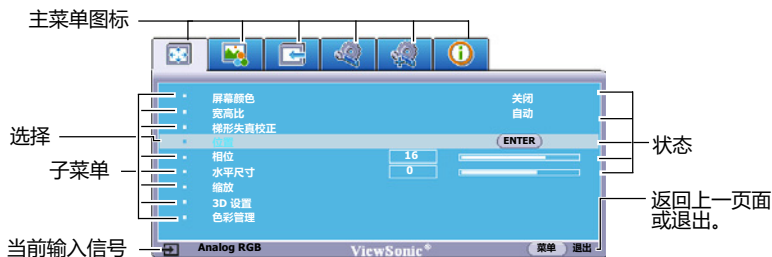 主菜单图标
屏幕颜色 关闭
宽高比 自动
梯形失真校正
选择
位置 ENTER
状态
相位 16
子菜单
水平尺寸 0
缩放
3D 设置
返回上一页面
或退出。
色彩管理
当前输入信号
Analog RGB
ViewSonic®
菜单 退出